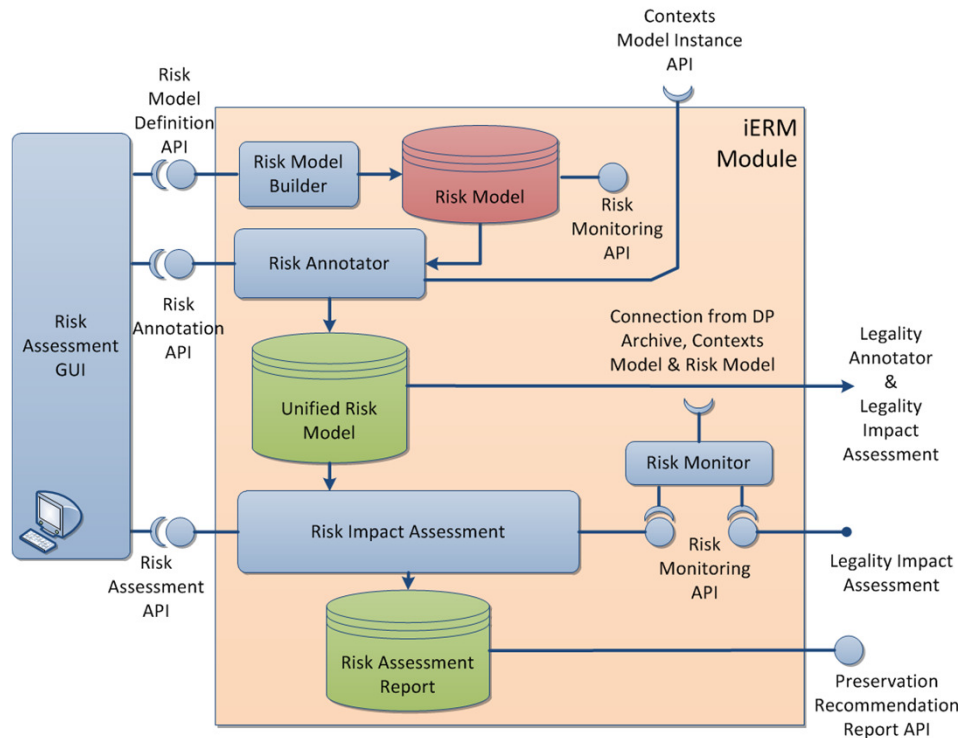 Contexts
Model Instance
API
Risk
Model
Definition
API
iERM
Module
Risk Model
Builder
Risk Model
Risk
Monitoring
API
Risk Annotator
Risk
Annotation
API
Risk
Assessment
GUI
Connection from DP
Archive, Contexts
Model & Risk Model
Legality
Annotator
&
Legality
Impact
Assessment
Unified Risk
Model
Risk Monitor
Risk Impact Assessment
Risk
Monitoring
API
Risk
Assessment
API
Legality Impact
Assessment
Risk Assessment
Report
Preservation
Recommendation
Report API